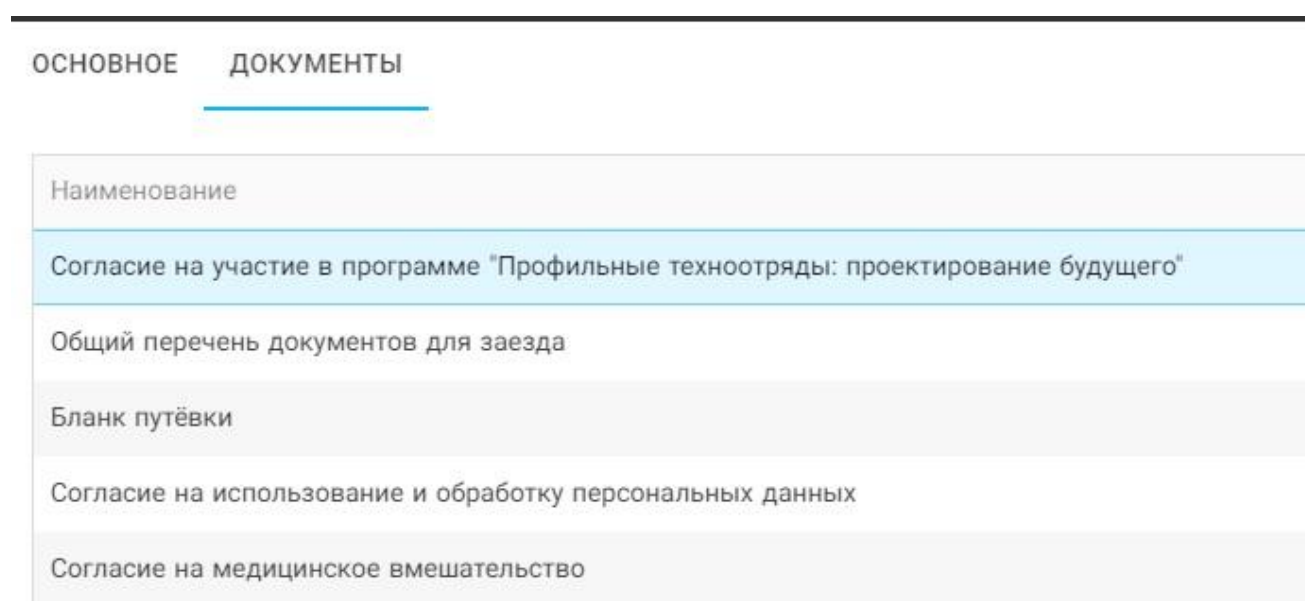 ОСНОВНОЕ ДОКУМЕНТЫ
Наименование
Согласие на участие в программе "Профильные техноотряды: проектирование будущего"
Общий перечень документов для заезда
Бланк путёвки
Согласие на использование и обработку персональных данных
Согласие на медицинское вмешательство